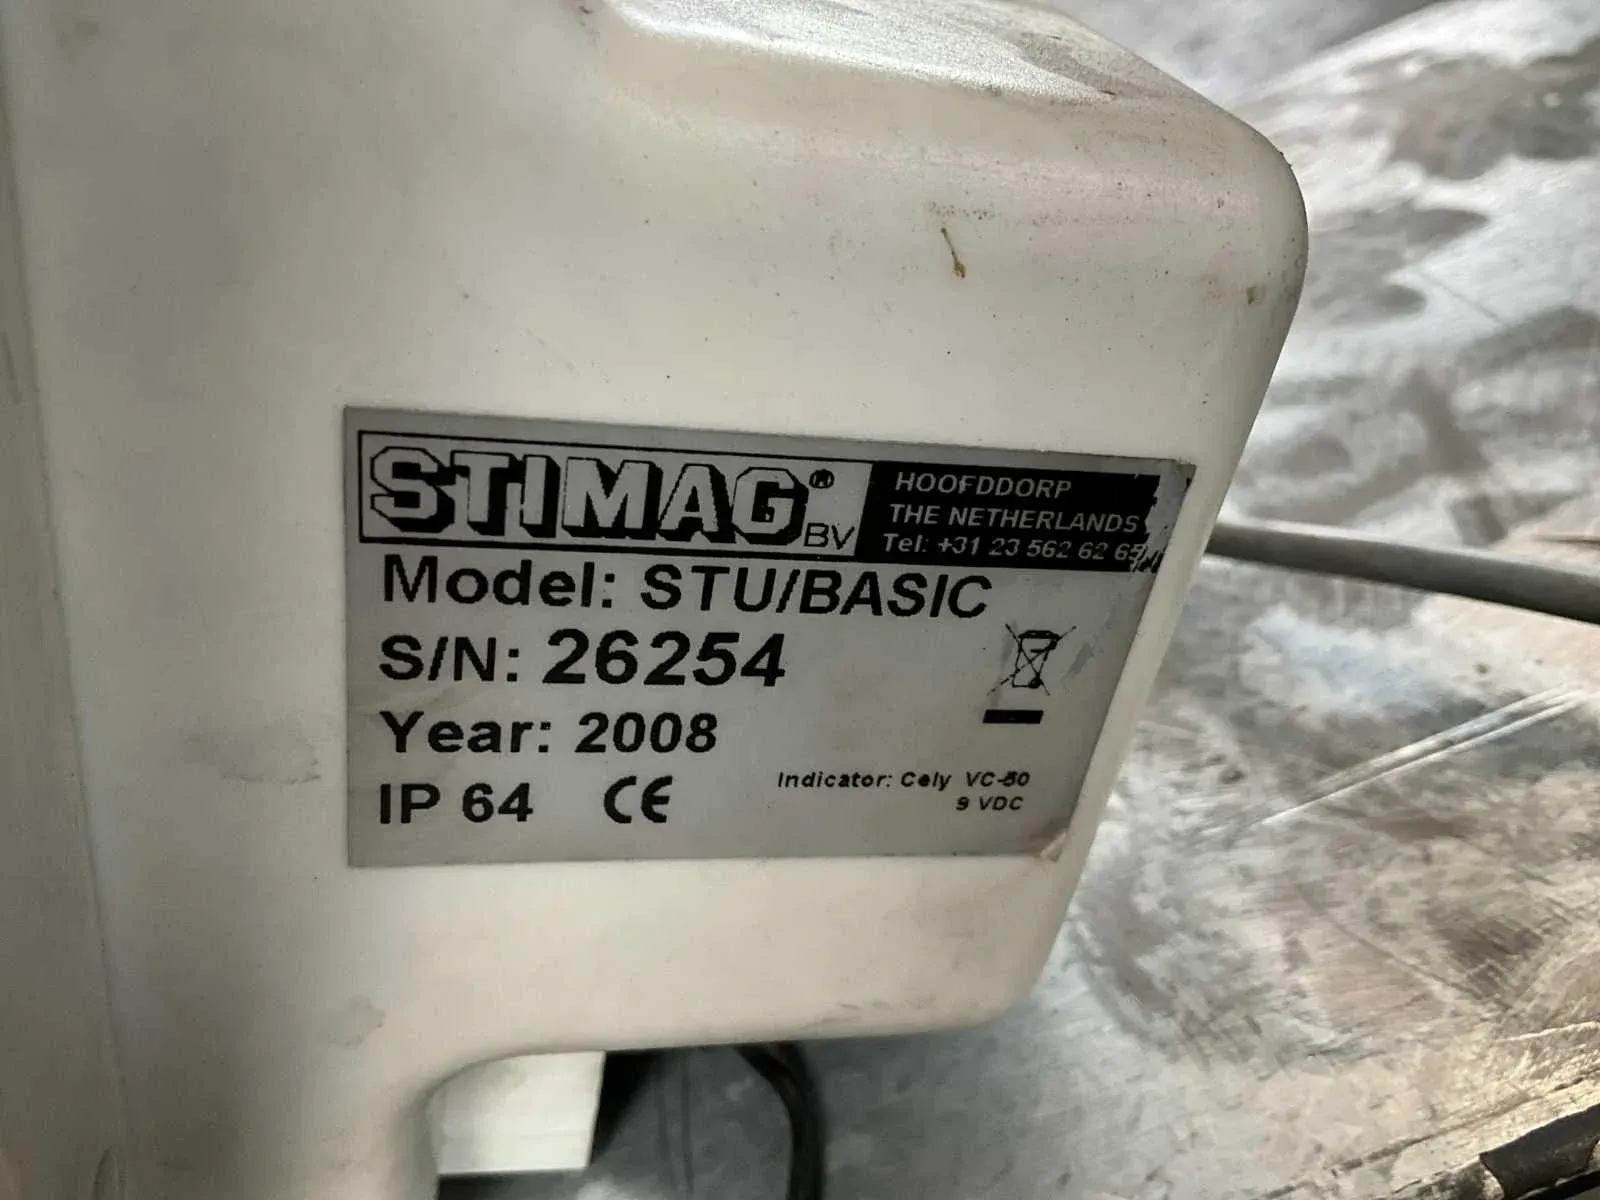 STIMAG® BV
HOOFDDORP
THE NETHERLANDS
Tel: +31 23 562 62 65
Model: STU/BASIC
S/N: 26254
Year: 2008
IP 64 CE
Indicator: Cely VC-50
9 VDC